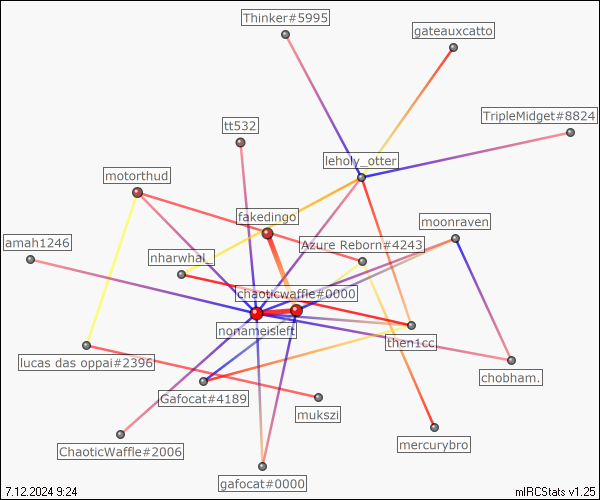 Thinker#5995
gateauxcatto
TripleMidget#8824
tt532
leholy_otter
motorthud
fakedingo
moonraven
amah1246
Azure Reborn#4243
nharwhal_
chaoticwaffle#0000
nonameisleft
then1cc
lucas das oppai#2396
chobham.
Gafocat#4189
mukszi
mercurybro
ChaoticWaffle#2006
gafocat#0000
7.12.2024 9:24
mIRCStats v1.25